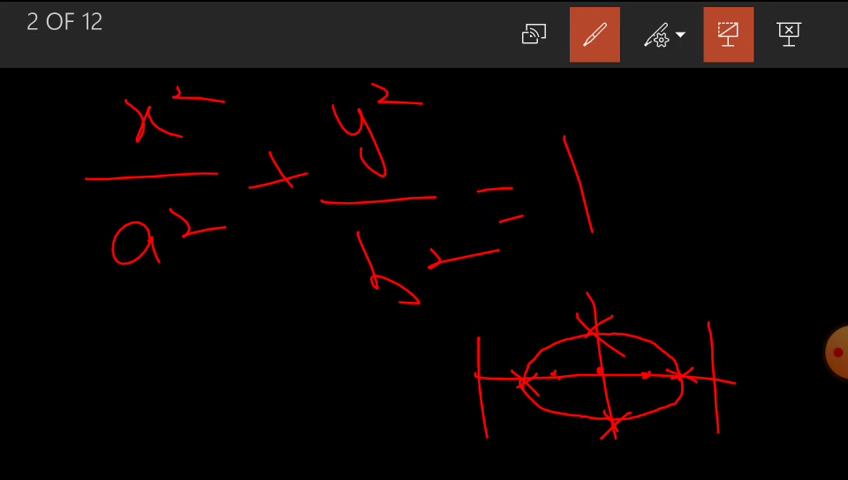 2 OF 12
x²/a² + y²/b² = 1